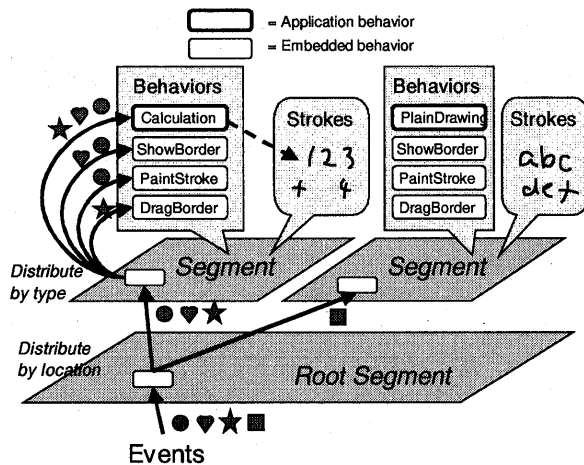 = Application behavior
= Embedded behavior
Behaviors
Calculation
ShowBorder
PaintStroke
DragBorder
Strokes
123
+ 4
Behaviors
PlainDrawing
ShowBorder
PaintStroke
DragBorder
Strokes
abc
def
Distribute
by type
Segment
Segment
Distribute
by location
Root Segment
Events